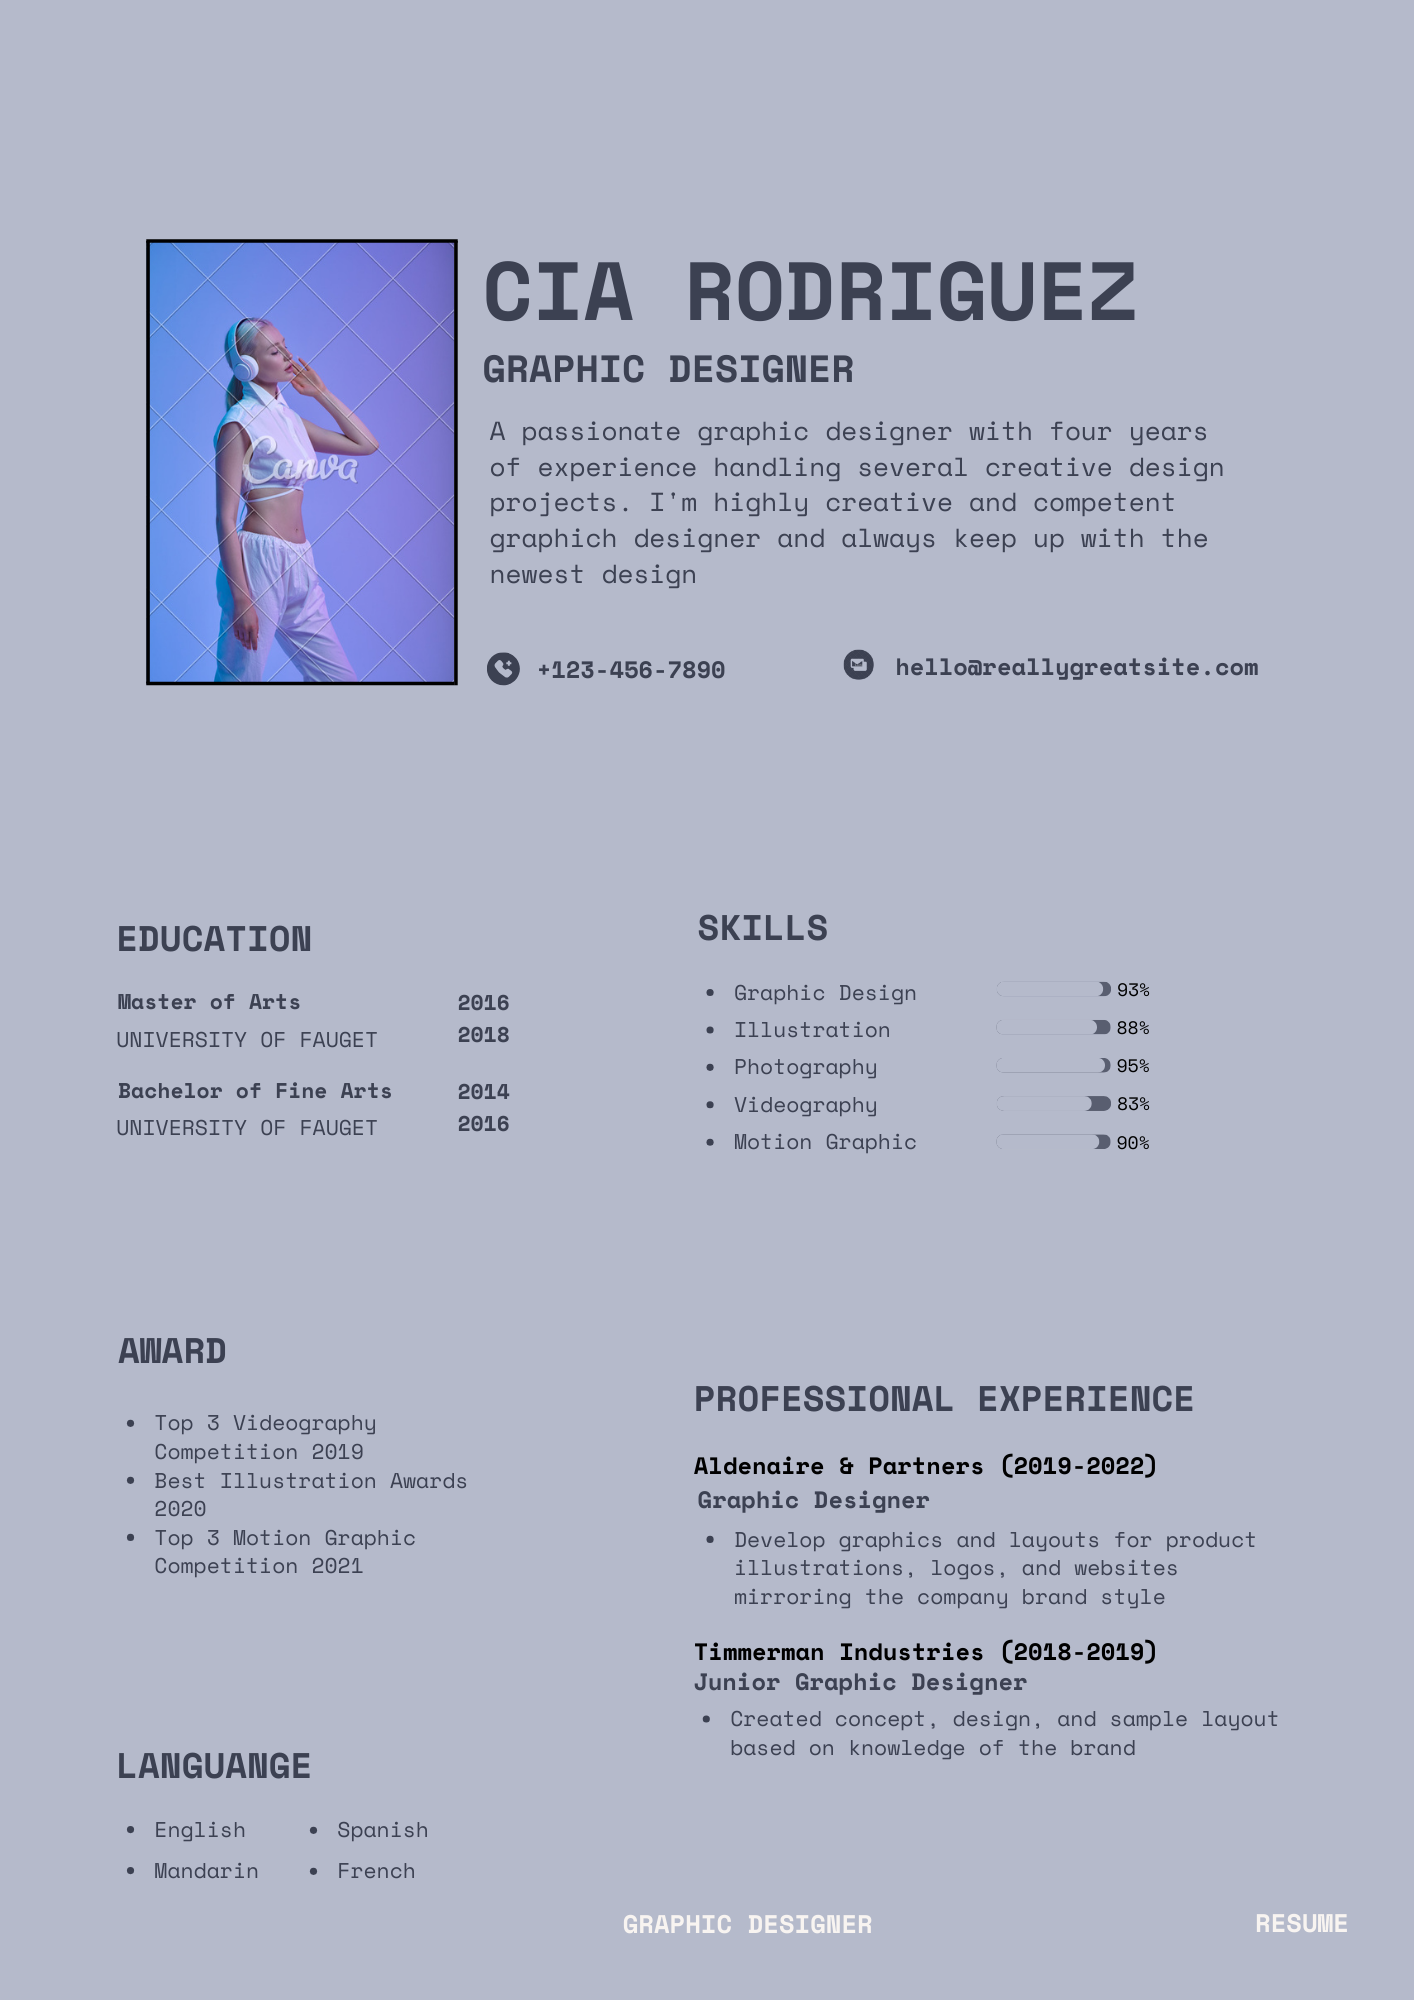 CIA RODRIGUEZ
GRAPHIC DESIGNER
A passionate graphic designer with four years
of experience handling several creative design
projects. I'm highly creative and competent
graphich designer and always keep up with the
newest design
+123-456-7890
hello@reallygreatsite.com
Canva
EDUCATION
Master of Arts 2016
UNIVERSITY OF FAUGET 2018
Bachelor of Fine Arts 2014
UNIVERSITY OF FAUGET 2016
SKILLS
Graphic Design 93%
Illustration 88%
Photography 95%
Videography 83%
Motion Graphic 90%
AWARD
Top 3 Videography
Competition 2019
Best Illustration Awards
2020
Top 3 Motion Graphic
Competition 2021
PROFESSIONAL EXPERIENCE
Aldenaire & Partners (2019-2022)
Graphic Designer
Develop graphics and layouts for product
illustrations, logos, and websites
mirroring the company brand style
Timmerman Industries (2018-2019)
Junior Graphic Designer
Created concept, design, and sample layout
based on knowledge of the brand
LANGUANGE
English Spanish
Mandarin French
GRAPHIC DESIGNER RESUME